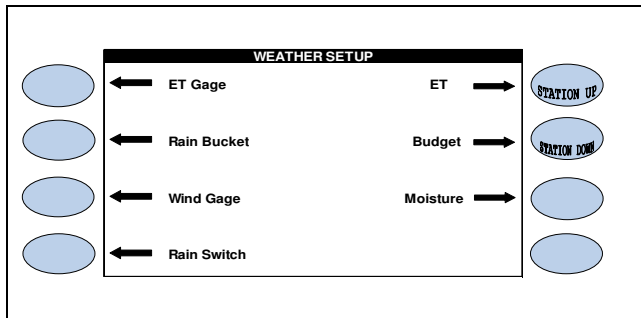 WEATHER SETUP
ET Gage ET STATION UP
Rain Bucket Budget STATION DOWN
Wind Gage Moisture
Rain Switch